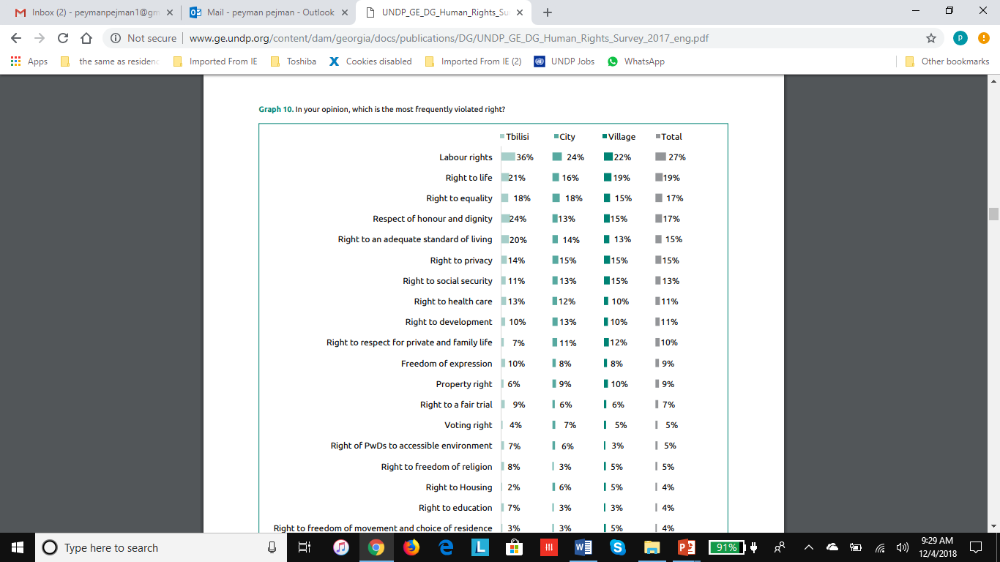 Inbox (2) - peymanpejman1@gm
Mail - peyman pejman - Outlook
UNDP_GE_DG_Human_Rights_Su
Not secure | www.ge.undp.org/content/dam/georgia/docs/publications/DG/UNDP_GE_DG_Human_Rights_Survey_2017_eng.pdf
P
Apps the same as residenc Imported From IE Toshiba X Cookies disabled Imported From IE (2) UNDP Jobs WhatsApp Other bookmarks
Graph 10. In your opinion, which is the most frequently violated right?
Tbilisi City Village Total
Labour rights 36% 24% 22% 27%
Right to life 21% 16% 19% 19%
Right to equality 18% 18% 15% 17%
Respect of honour and dignity 24% 13% 15% 17%
Right to an adequate standard of living 20% 14% 13% 15%
Right to privacy 14% 15% 15% 15%
Right to social security 11% 13% 15% 13%
Right to health care 13% 12% 10% 11%
Right to development 10% 13% 10% 11%
Right to respect for private and family life 7% 11% 12% 10%
Freedom of expression 10% 8% 8% 9%
Property right 6% 9% 10% 9%
Right to a fair trial 9% 6% 6% 7%
Voting right 4% 7% 5% 5%
Right of PwDs to accessible environment 7% 6% 3% 5%
Right to freedom of religion 8% 3% 5% 5%
Right to Housing 2% 6% 5% 4%
Right to education 7% 3% 3% 4%
Right to freedom of movement and choice of residence 3% 3% 5% 4%
Type here to search
91%
9:29 AM
12/4/2018